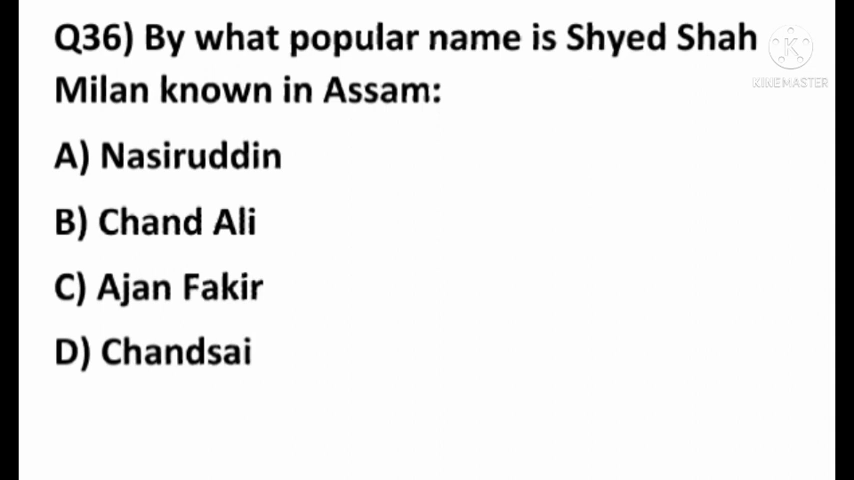 Q36) By what popular name is Shyed Shah
Milan known in Assam:
A) Nasiruddin
B) Chand Ali
C) Ajan Fakir
D) Chandsai
K
KINEMASTER